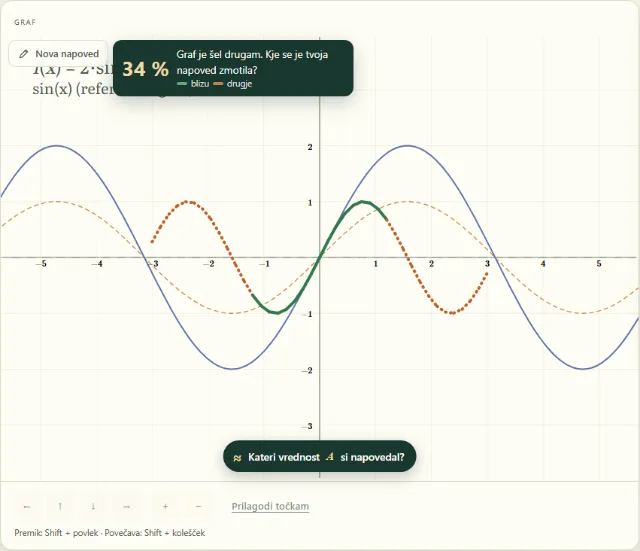 GRAF
Nova napoved
34 %
Graf je šel drugam. Kje se je tvoja
napoved zmotila?
blizu drugje
sin(x)
2
1
−5 −4 −3 −2 −1 1 2 3 4 5
−1
−2
−3
≈ Kateri vrednost A si napovedal?
← ↑ ↓ → + − Prilagodi točkam
Premik: Shift + povlek · Povečava: Shift + kolešček